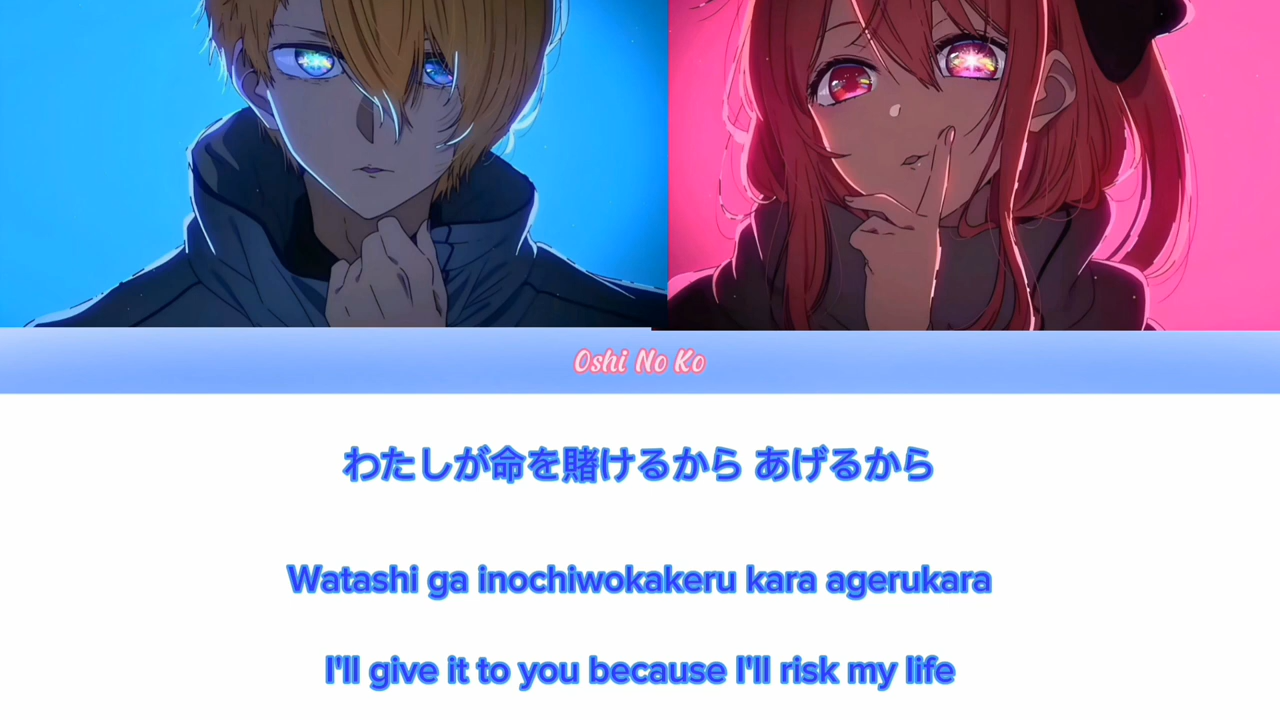 Oshi No Ko
わたしが命を賭けるから あげるから
Watashi ga inochiwokakeru kara agerukara
I'll give it to you because I'll risk my life